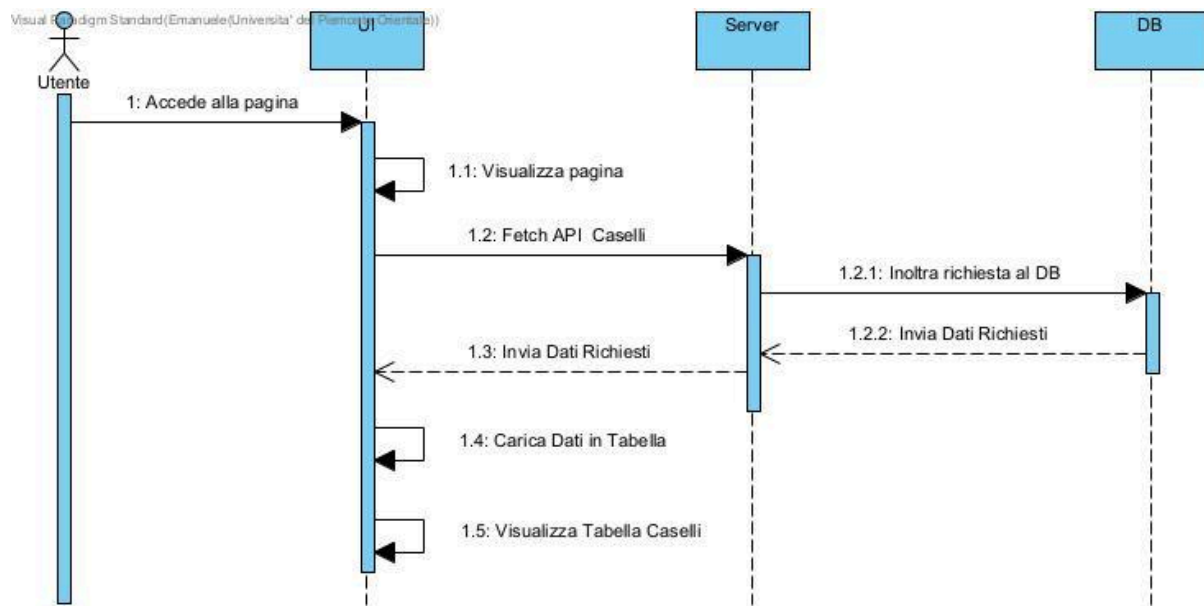 Visual Paradigm Standard(Emanuele(Universita' del Piemonte Orientale))
UI
Server
DB
Utente
1: Accede alla pagina
1.1: Visualizza pagina
1.2: Fetch API Caselli
1.2.1: Inoltra richiesta al DB
1.2.2: Invia Dati Richiesti
1.3: Invia Dati Richiesti
1.4: Carica Dati in Tabella
1.5: Visualizza Tabella Caselli